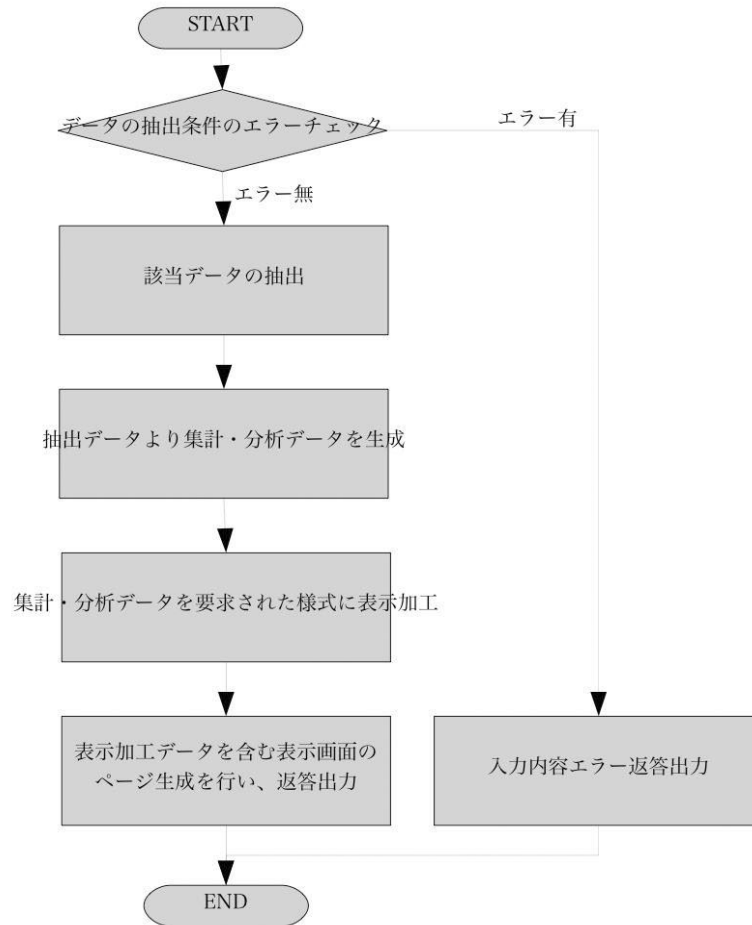 START
データの抽出条件のエラーチェック
エラー有
エラー無
該当データの抽出
抽出データより集計・分析データを生成
集計・分析データを要求された様式に表示加工
表示加工データを含む表示画面の
ページ生成を行い、返答出力
入力内容エラー返答出力
END